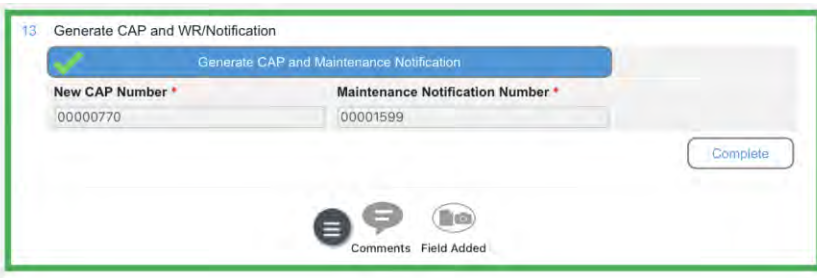 13 Generate CAP and WR/Notification
Generate CAP and Maintenance Notification
New CAP Number * Maintenance Notification Number *
00000770 00001599
Complete
Comments Field Added